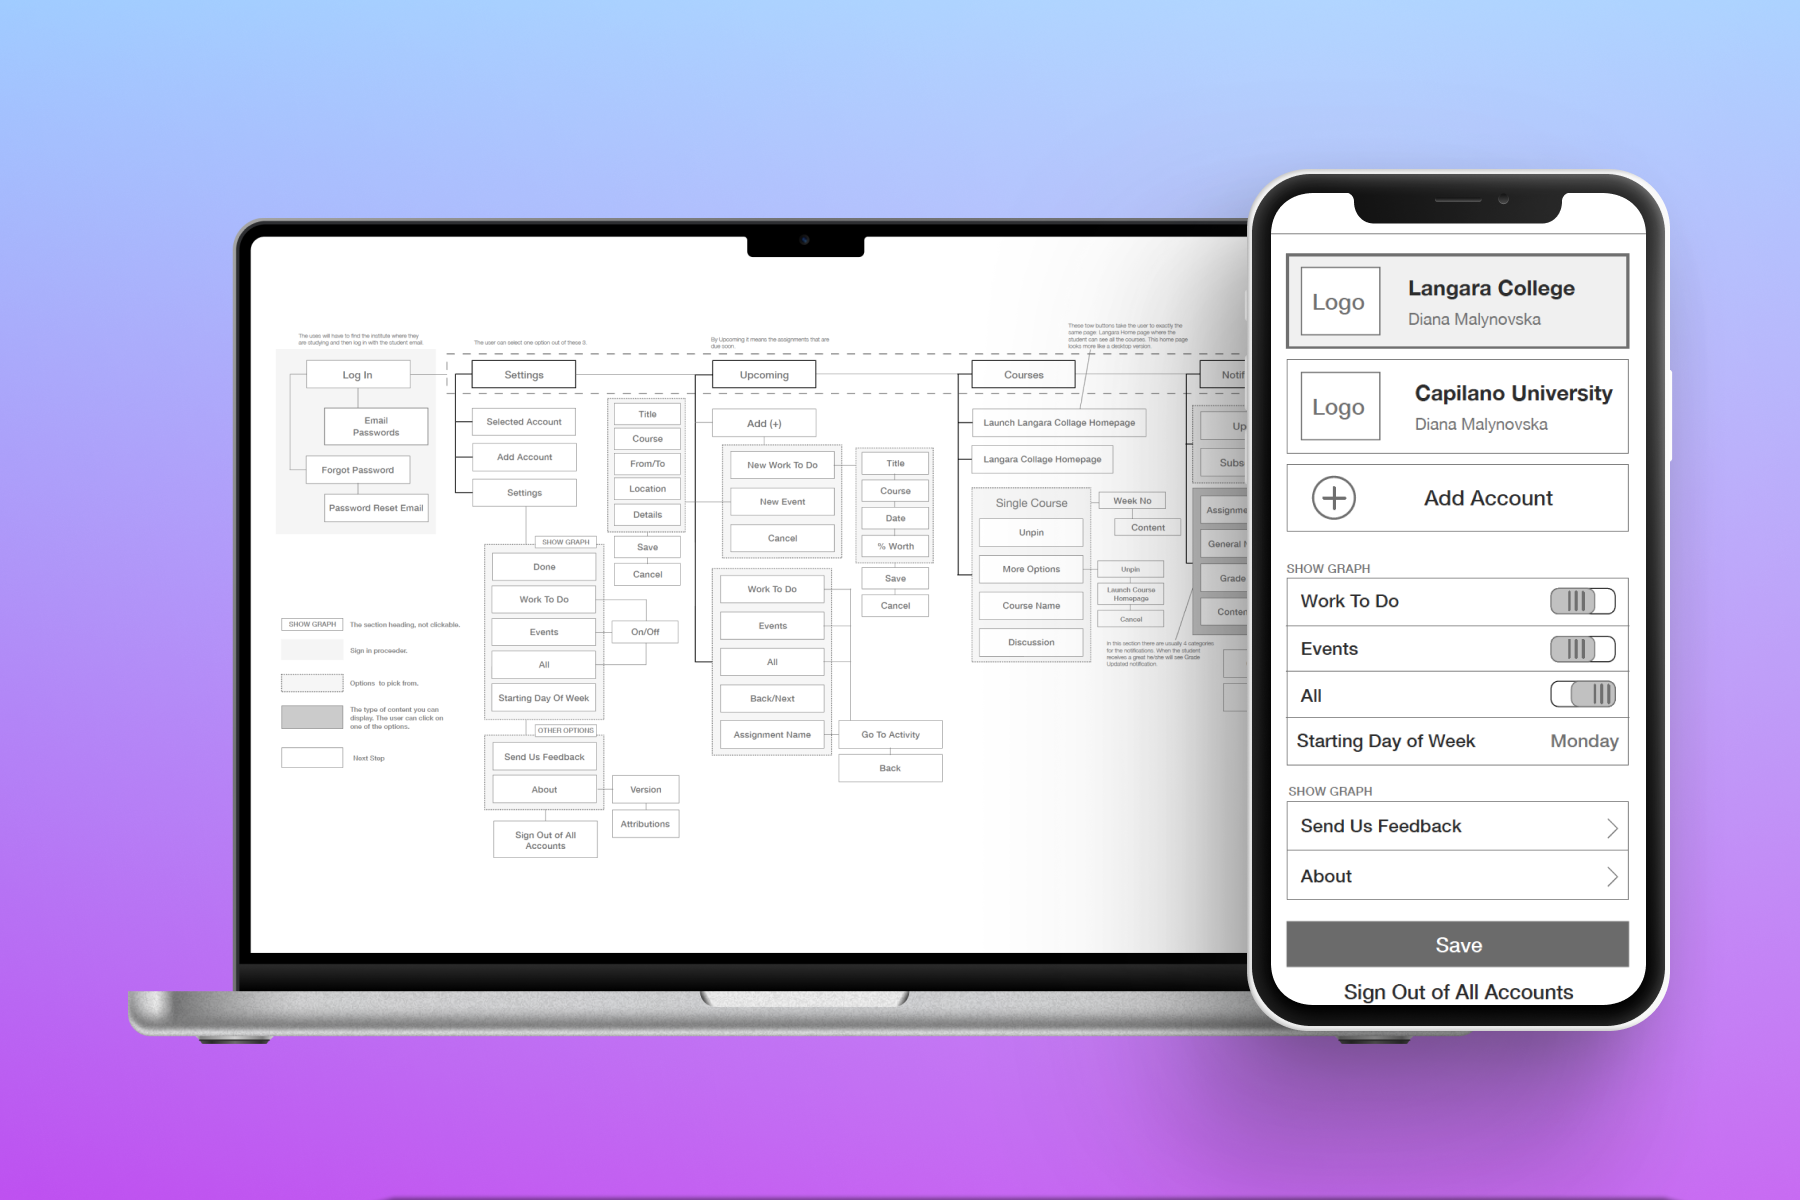 The uses will have to find the institute where they
are studying and then log in with the student email.
Log In
Email
Passwords
Forgot Password
Password Reset Email
SHOW GRAPH
The section heading, not clickable.
Sign in proceeder.
Options to pick from.
The type of content you can
display. The user can click on
one of the options.
Next Step
The user can select one option out of these 3.
Settings
Selected Account
Add Account
Settings
SHOW GRAPH
Done
Work To Do
Events
All
Starting Day Of Week
On/Off
OTHER OPTIONS
Send Us Feedback
About
Version
Attributions
Sign Out of All
Accounts
Title
Course
From/To
Location
Details
Save
Cancel
By Upcoming it means the assignments that are
due soon.
Upcoming
Add (+)
New Work To Do
New Event
Cancel
Title
Course
Date
% Worth
Save
Cancel
Work To Do
Events
All
Back/Next
Assignment Name
Go To Activity
Back
These tow buttons take the user to exactly the
same page. Langara Home page where the
student can see all the courses. This home page
looks more like a desktop version.
Courses
Launch Langara Collage Homepage
Langara Collage Homepage
Single Course
Unpin
More Options
Course Name
Discussion
Week No
Content
Unpin
Launch Course
Homepage
Cancel
In this section there are usually 4 categories
for the notifications. When the student
receives a great he/she will see Grade
Updated notification.
Notif
Up
Subs
Assignme
General
Grade
Conten
Logo
Langara College
Diana Malynovska
Logo
Capilano University
Diana Malynovska
Add Account
SHOW GRAPH
Work To Do
Events
All
Starting Day of Week
Monday
SHOW GRAPH
Send Us Feedback
About
Save
Sign Out of All Accounts